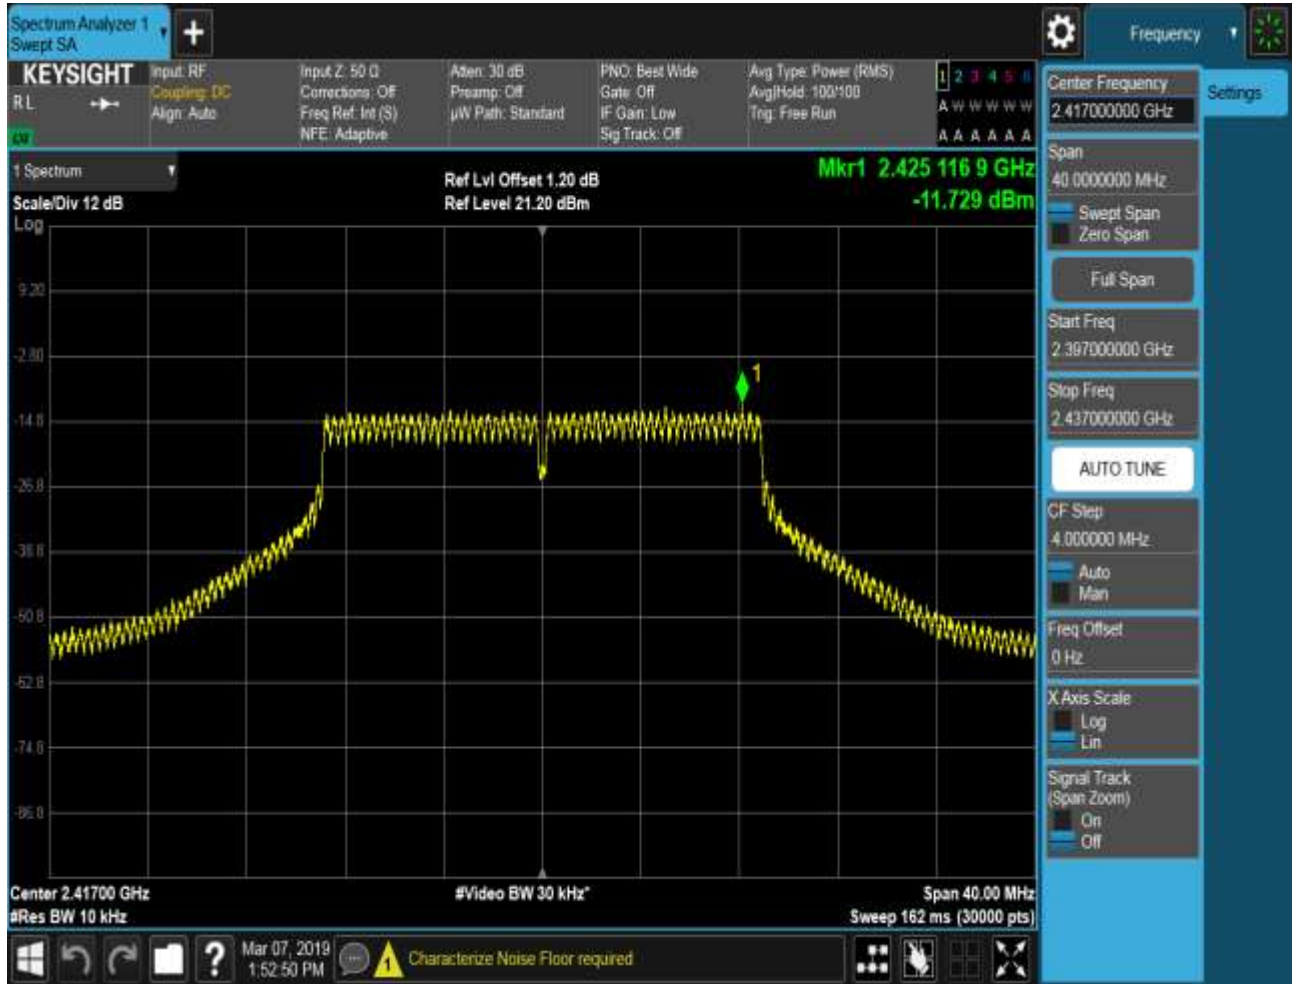 Spectrum Analyzer 1
Swept SA
+
Frequency
KEYSIGHT
R L
Input: RF
Coupling: DC
Align: Auto
Input Z: 50 Ω
Corrections: Off
Freq Ref: Int (S)
NFE: Adaptive
Atten: 30 dB
Preamp: Off
µW Path: Standard
PNO: Best Wide
Gate: Off
IF Gain: Low
Sig Track: Off
Avg Type: Power (RMS)
Avg|Hold: 100/100
Trig: Free Run
1 2 3 4 5 6
A W W W W W
A A A A A A
1 Spectrum
Scale/Div 12 dB
Ref Lvl Offset 1.20 dB
Ref Level 21.20 dBm
Mkr1 2.425 116 9 GHz
-11.729 dBm
Log
9.20
-2.80
-14.8
-26.8
-38.8
-50.8
-62.8
-74.8
-86.8
1
Center 2.41700 GHz
#Res BW 10 kHz
#Video BW 30 kHz*
Span 40.00 MHz
Sweep 162 ms (30000 pts)
Center Frequency
2.417000000 GHz
Settings
Span
40.0000000 MHz
Swept Span
Zero Span
Full Span
Start Freq
2.397000000 GHz
Stop Freq
2.437000000 GHz
AUTO TUNE
CF Step
4.000000 MHz
Auto
Man
Freq Offset
0 Hz
X Axis Scale
Log
Lin
Signal Track
(Span Zoom)
On
Off
?
Mar 07, 2019
1:52:50 PM
1
Characterize Noise Floor required